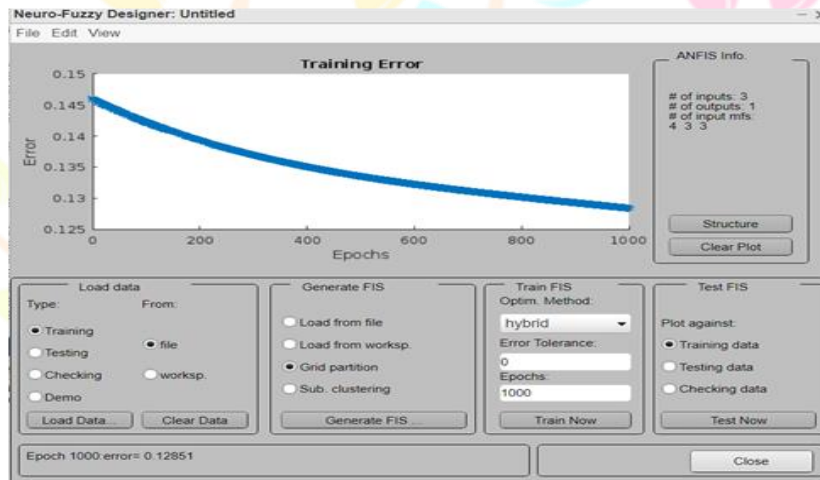 Neuro-Fuzzy Designer: Untitled
File Edit View
Training Error
0.15
0.145
0.14
0.135
0.13
0.125
Error
0 200 400 600 800 1000
Epochs
ANFIS Info.
# of inputs: 3
# of outputs: 1
# of input mfs:
4 3 3
Structure
Clear Plot
Load data
Type: From:
Training
Testing
Checking
Demo
file
worksp.
Load Data... Clear Data
Generate FIS
Load from file
Load from worksp.
Grid partition
Sub. clustering
Generate FIS ...
Train FIS
Optim. Method:
hybrid
Error Tolerance:
0
Epochs:
1000
Train Now
Test FIS
Plot against:
Training data
Testing data
Checking data
Test Now
Epoch 1000:error= 0.12851
Close